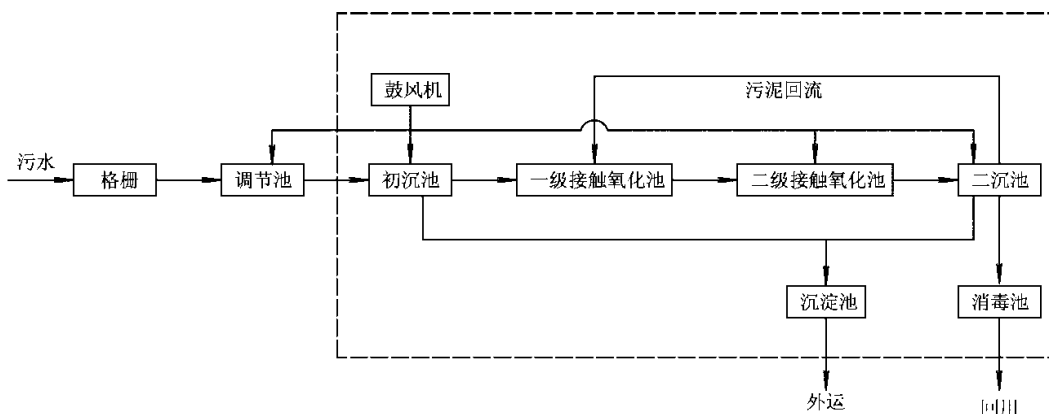 鼓风机
污泥回流
污水
格栅
调节池
初沉池
一级接触氧化池
二级接触氧化池
二沉池
沉淀池
消毒池
外运